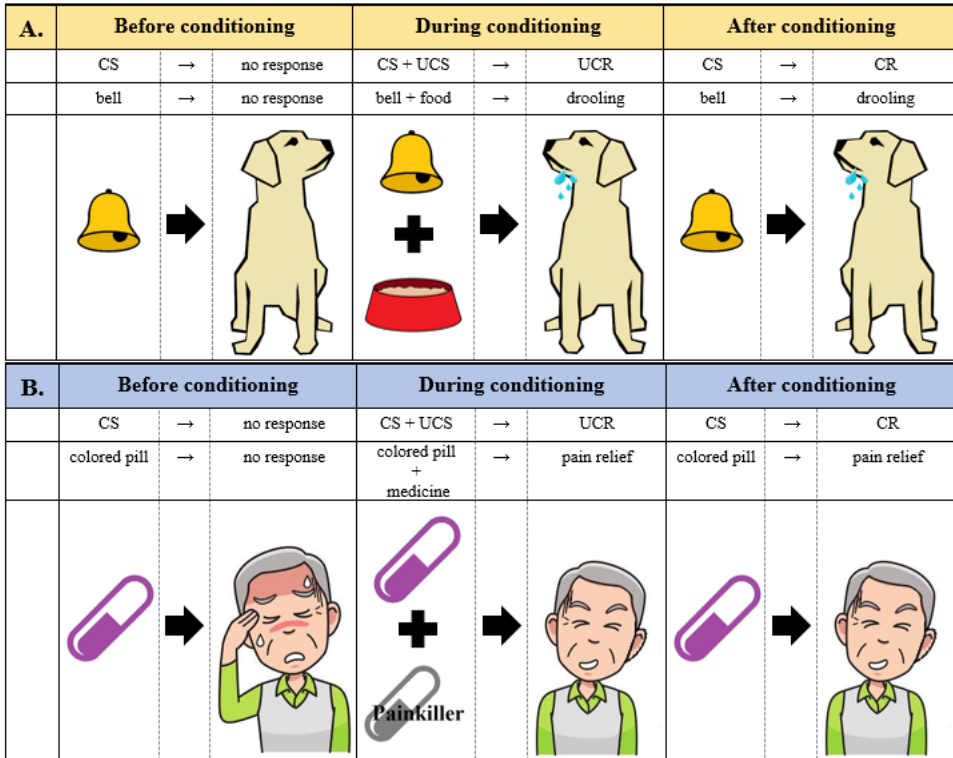 A. Before conditioning During conditioning After conditioning
CS → no response CS + UCS → UCR CS → CR
bell → no response bell + food → drooling bell → drooling
B. Before conditioning During conditioning After conditioning
CS → no response CS + UCS → UCR CS → CR
colored pill → no response colored pill → pain relief colored pill → pain relief
+
medicine
Painkiller